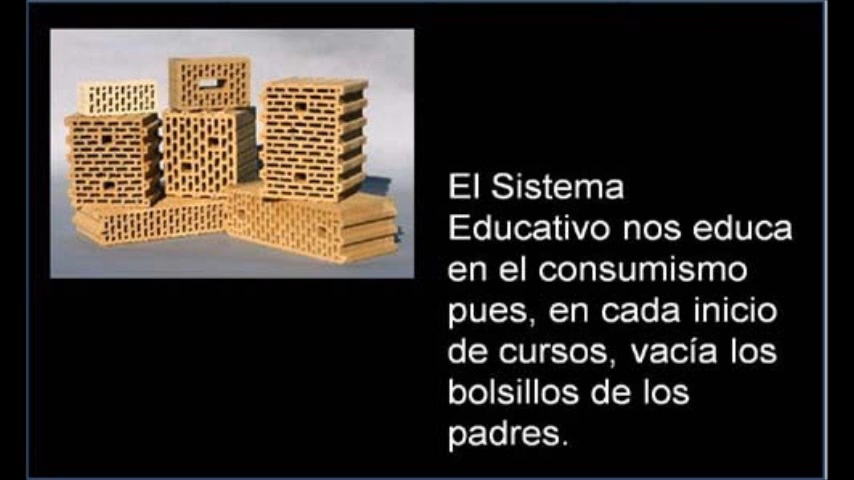 El Sistema
Educativo nos educa
en el consumismo
pues, en cada inicio
de cursos, vacía los
bolsillos de los
padres.